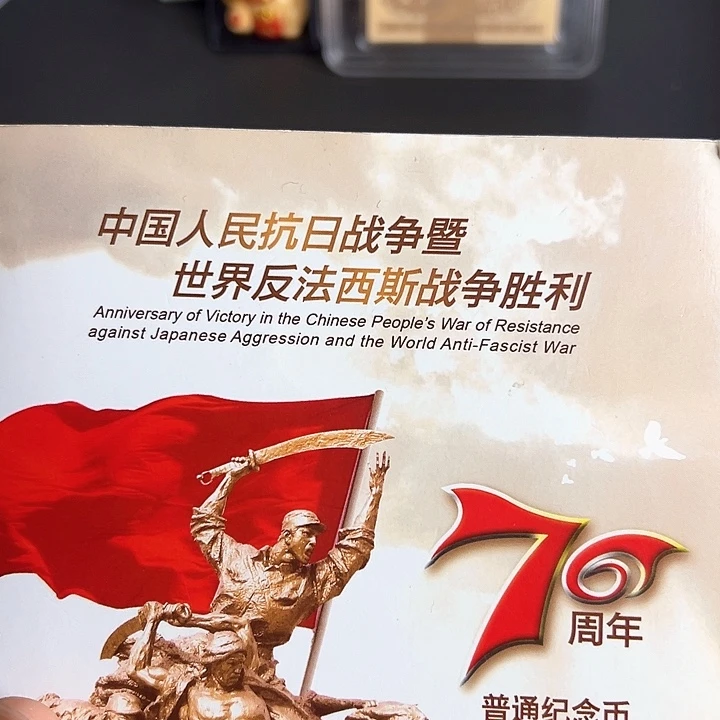 中国人民抗日战争暨
世界反法西斯战争胜利
Anniversary of Victory in the Chinese People's War of Resistance
against Japanese Aggression and the World Anti-Fascist War
70
周年
普通纪念币